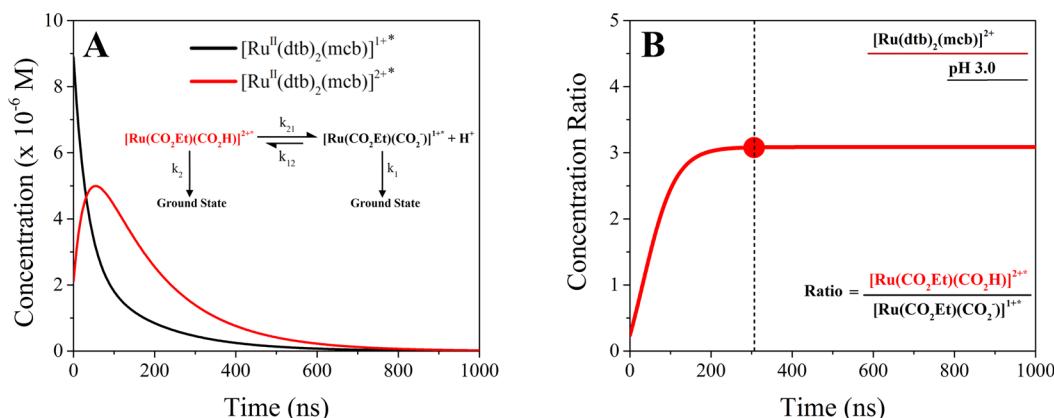 A
[Ru^II(dtb)₂(mcb)]^1+*
[Ru^II(dtb)₂(mcb)]^2+*
[Ru(CO₂Et)(CO₂H)]^2+* k₂₁ k₁₂ [Ru(CO₂Et)(CO₂⁻)]^1+* + H⁺
k₂ k₁
Ground State Ground State
Concentration (x 10⁻⁶ M)
10
8
6
4
2
0
0 200 400 600 800 1000
Time (ns)
B
[Ru(dtb)₂(mcb)]²⁺
pH 3.0
Ratio = [Ru(CO₂Et)(CO₂H)]^2+*
[Ru(CO₂Et)(CO₂⁻)]^1+*
Concentration Ratio
5
4
3
2
1
0
0 200 400 600 800 1000
Time (ns)